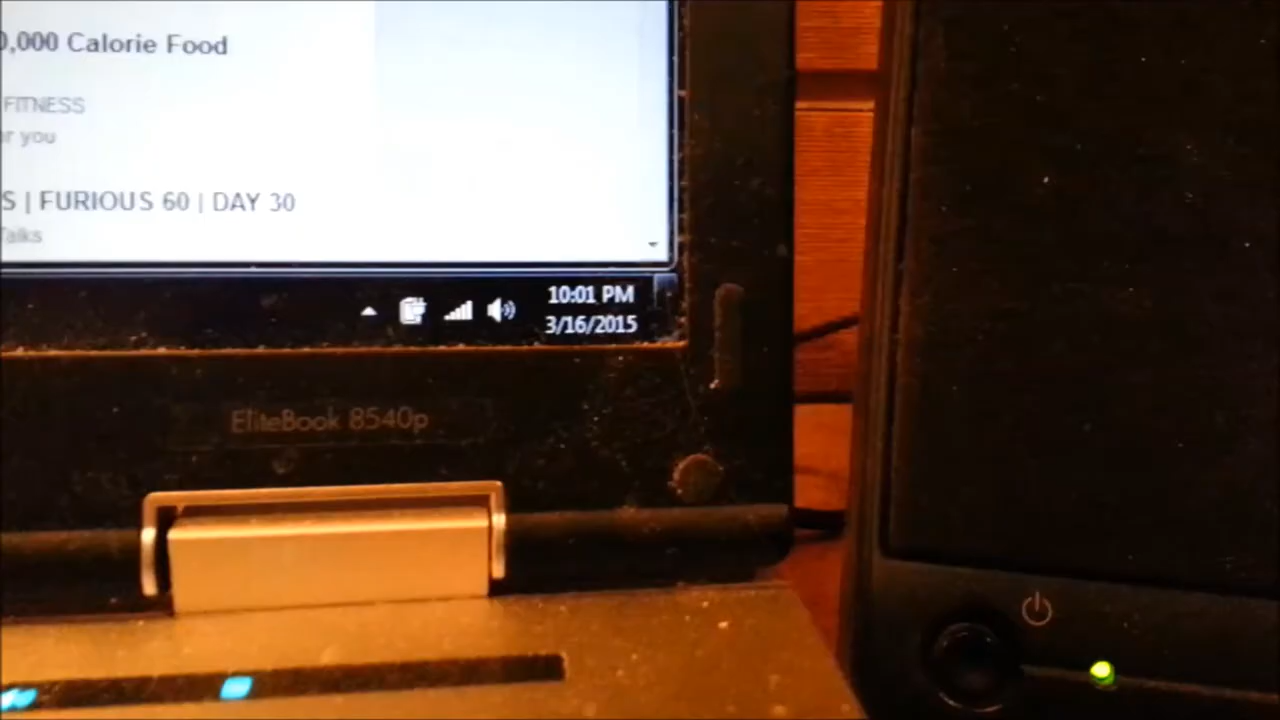 0,000 Calorie Food
FITNESS
or you
S | FURIOUS 60 | DAY 30
Talks
10:01 PM
3/16/2015
EliteBook 8540p